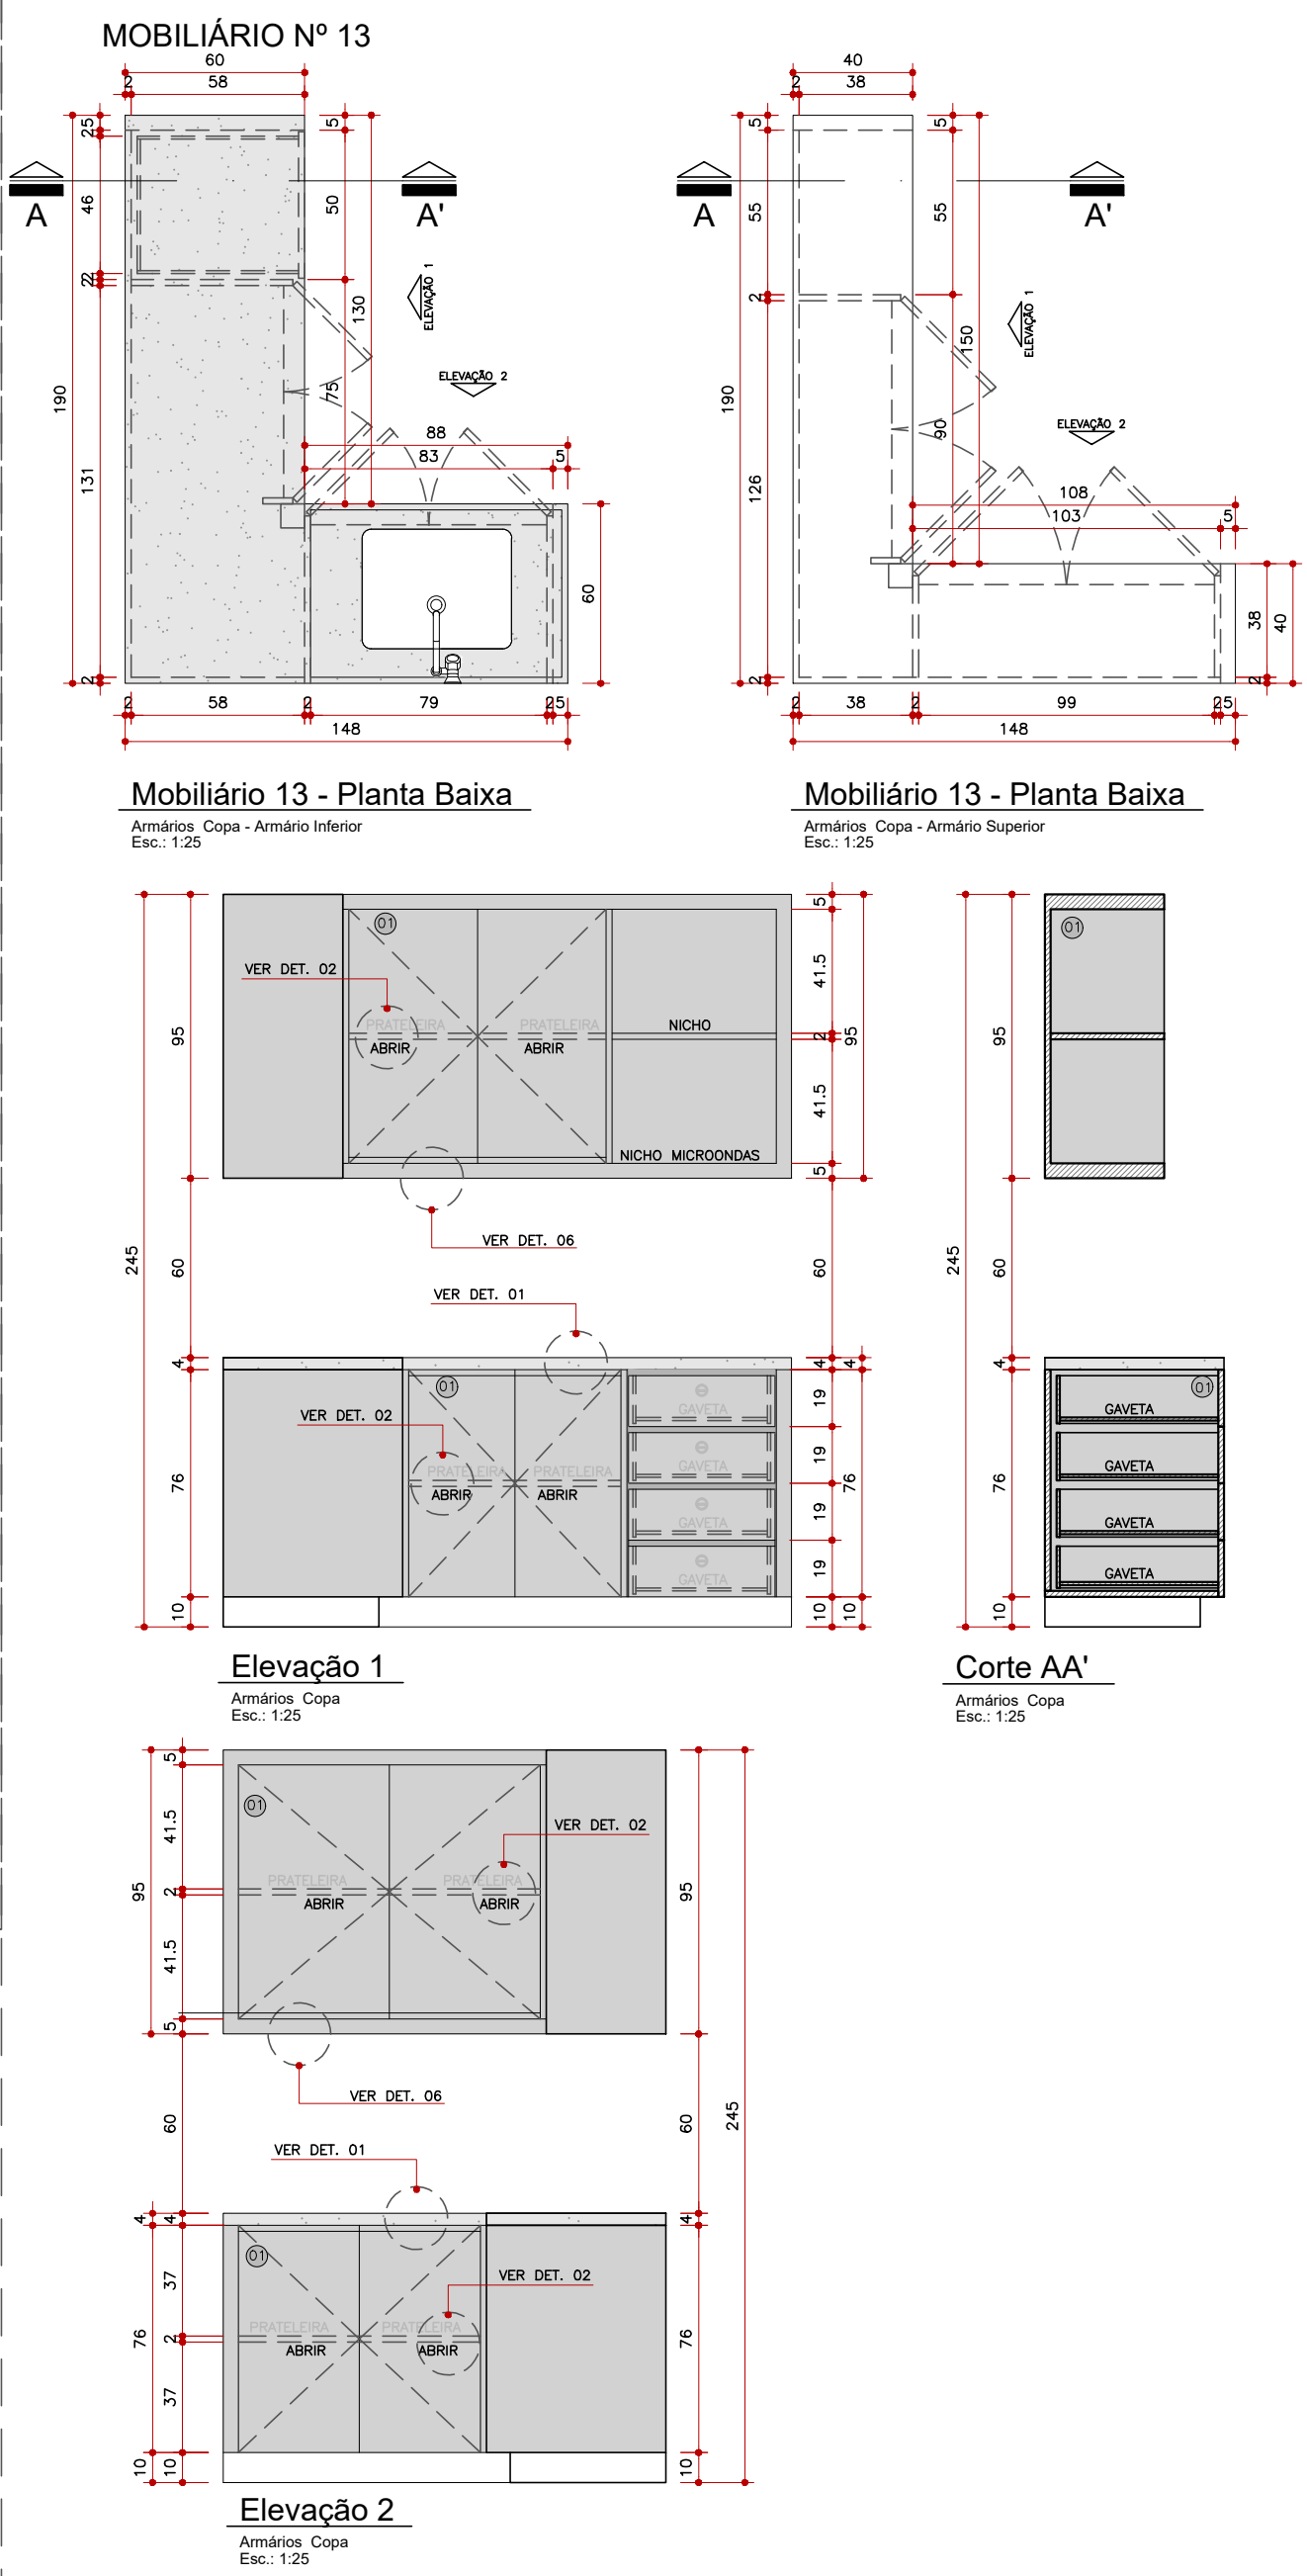 MOBILIÁRIO Nº 13
60
2 58
25
5
46
50
A A'
22
ELEVAÇÃO 1
130
190
75
ELEVAÇÃO 2
88
83 5
131
60
2
2 58 2 79 25
148
Mobiliário 13 - Planta Baixa
Armários Copa - Armário Inferior
Esc.: 1:25
40
2 38
5 5
55 55
A A'
2
ELEVAÇÃO 1
150
190
90
ELEVAÇÃO 2
108
103 5
126
38 40
2 2
2 38 2 99 25
148
Mobiliário 13 - Planta Baixa
Armários Copa - Armário Superior
Esc.: 1:25
01
VER DET. 02
PRATELEIRA PRATELEIRA NICHO
ABRIR ABRIR
NICHO MICROONDAS
VER DET. 06
VER DET. 01
01
VER DET. 02
GAVETA
GAVETA
PRATELEIRA PRATELEIRA
ABRIR ABRIR
GAVETA
GAVETA
245
95
60
4
76
10
5
41.5
2
41.5
5
95
60
4 4
19
19
19
19
76
10 10
Elevação 1
Armários Copa
Esc.: 1:25
245
95
60
4
76
10
01
01
GAVETA
GAVETA
GAVETA
GAVETA
Corte AA'
Armários Copa
Esc.: 1:25
5
41.5
2
41.5
5
95
60
4 4
37
2
37
76
10 10
01
VER DET. 02
PRATELEIRA PRATELEIRA
ABRIR ABRIR
VER DET. 06
VER DET. 01
01
VER DET. 02
PRATELEIRA PRATELEIRA
ABRIR ABRIR
95
60
245
4
76
10
Elevação 2
Armários Copa
Esc.: 1:25